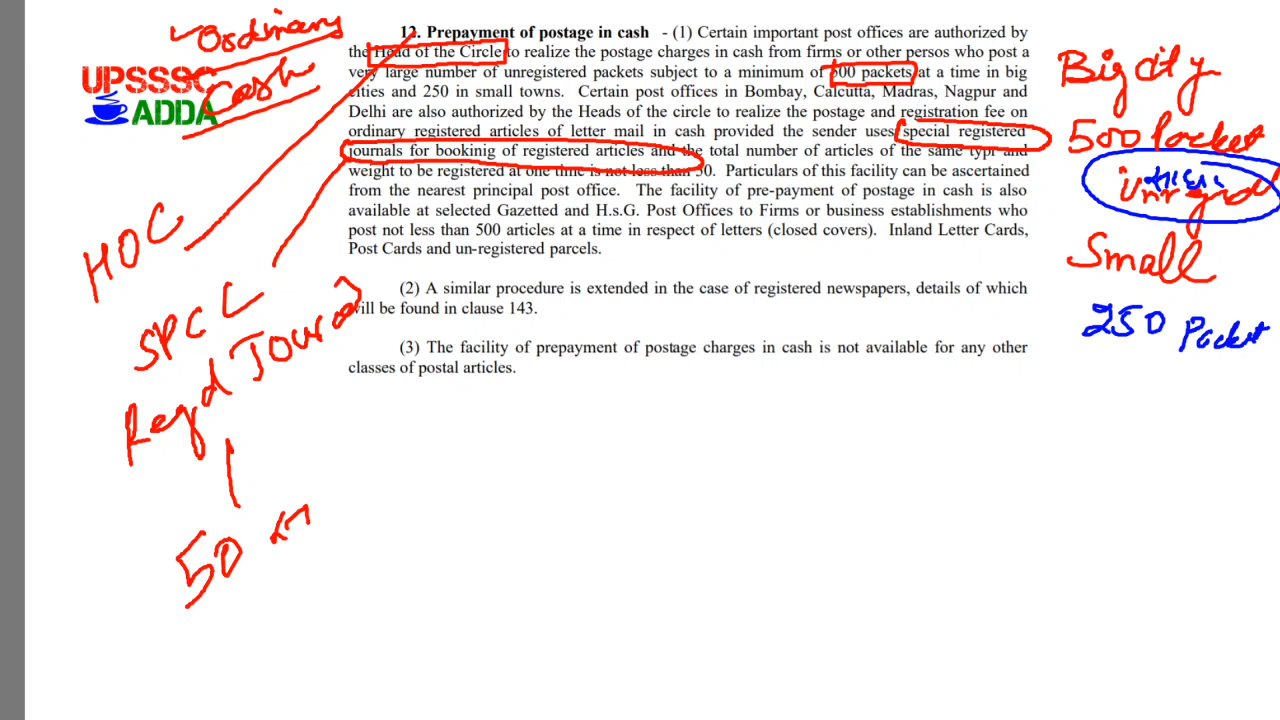 Ordinary
Cash
UPSSSC
ADDA
12. Prepayment of postage in cash - (1) Certain important post offices are authorized by
the Head of the Circle to realize the postage charges in cash from firms or other persos who post a
very large number of unregistered packets subject to a minimum of 500 packets at a time in big
cities and 250 in small towns. Certain post offices in Bombay, Calcutta, Madras, Nagpur and
Delhi are also authorized by the Heads of the circle to realize the postage and registration fee on
ordinary registered articles of letter mail in cash provided the sender uses special registered
journals for bookinig of registered articles and the total number of articles of the same typr and
weight to be registered at one time is not less than 50. Particulars of this facility can be ascertained
from the nearest principal post office. The facility of pre-payment of postage in cash is also
available at selected Gazetted and H.s.G. Post Offices to Firms or business establishments who
post not less than 500 articles at a time in respect of letters (closed covers). Inland Letter Cards,
Post Cards and un-registered parcels.
(2) A similar procedure is extended in the case of registered newspapers, details of which
will be found in clause 143.
(3) The facility of prepayment of postage charges in cash is not available for any other
classes of postal articles.
HOC
SPCL
Regd
50
Big city
500 Packet
Small
250 Packet